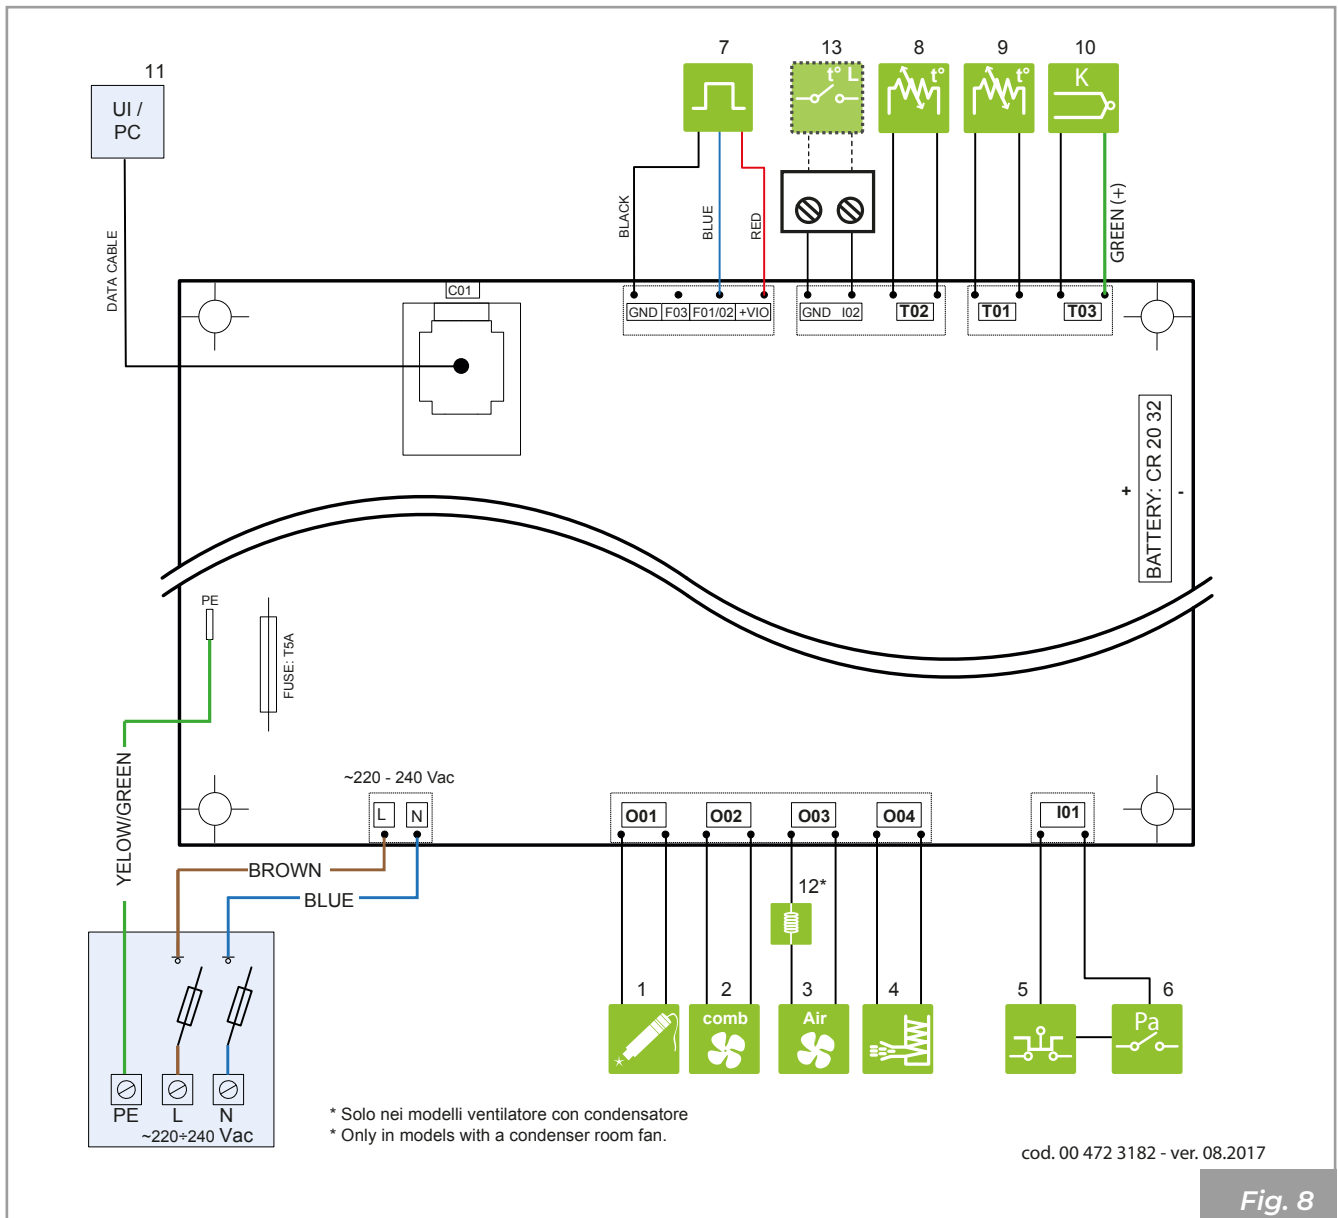 7 13 8 9 10
11
UI /
PC
t° L
t°
t°
K
DATA CABLE
BLACK
BLUE
RED
GREEN (+)
C01
GND F03 F01/02 +VIO
GND I02 T02
T01 T03
BATTERY: CR 20 32
+ -
PE
FUSE: T5A
YELOW/GREEN
~220 - 240 Vac
L N
O01 O02 O03 O04
I01
BROWN
BLUE
12*
1 2 3 4 5 6
comb
Air
Pa
PE L N
~220÷240 Vac
* Solo nei modelli ventilatore con condensatore
* Only in models with a condenser room fan.
cod. 00 472 3182 - ver. 08.2017
Fig. 8